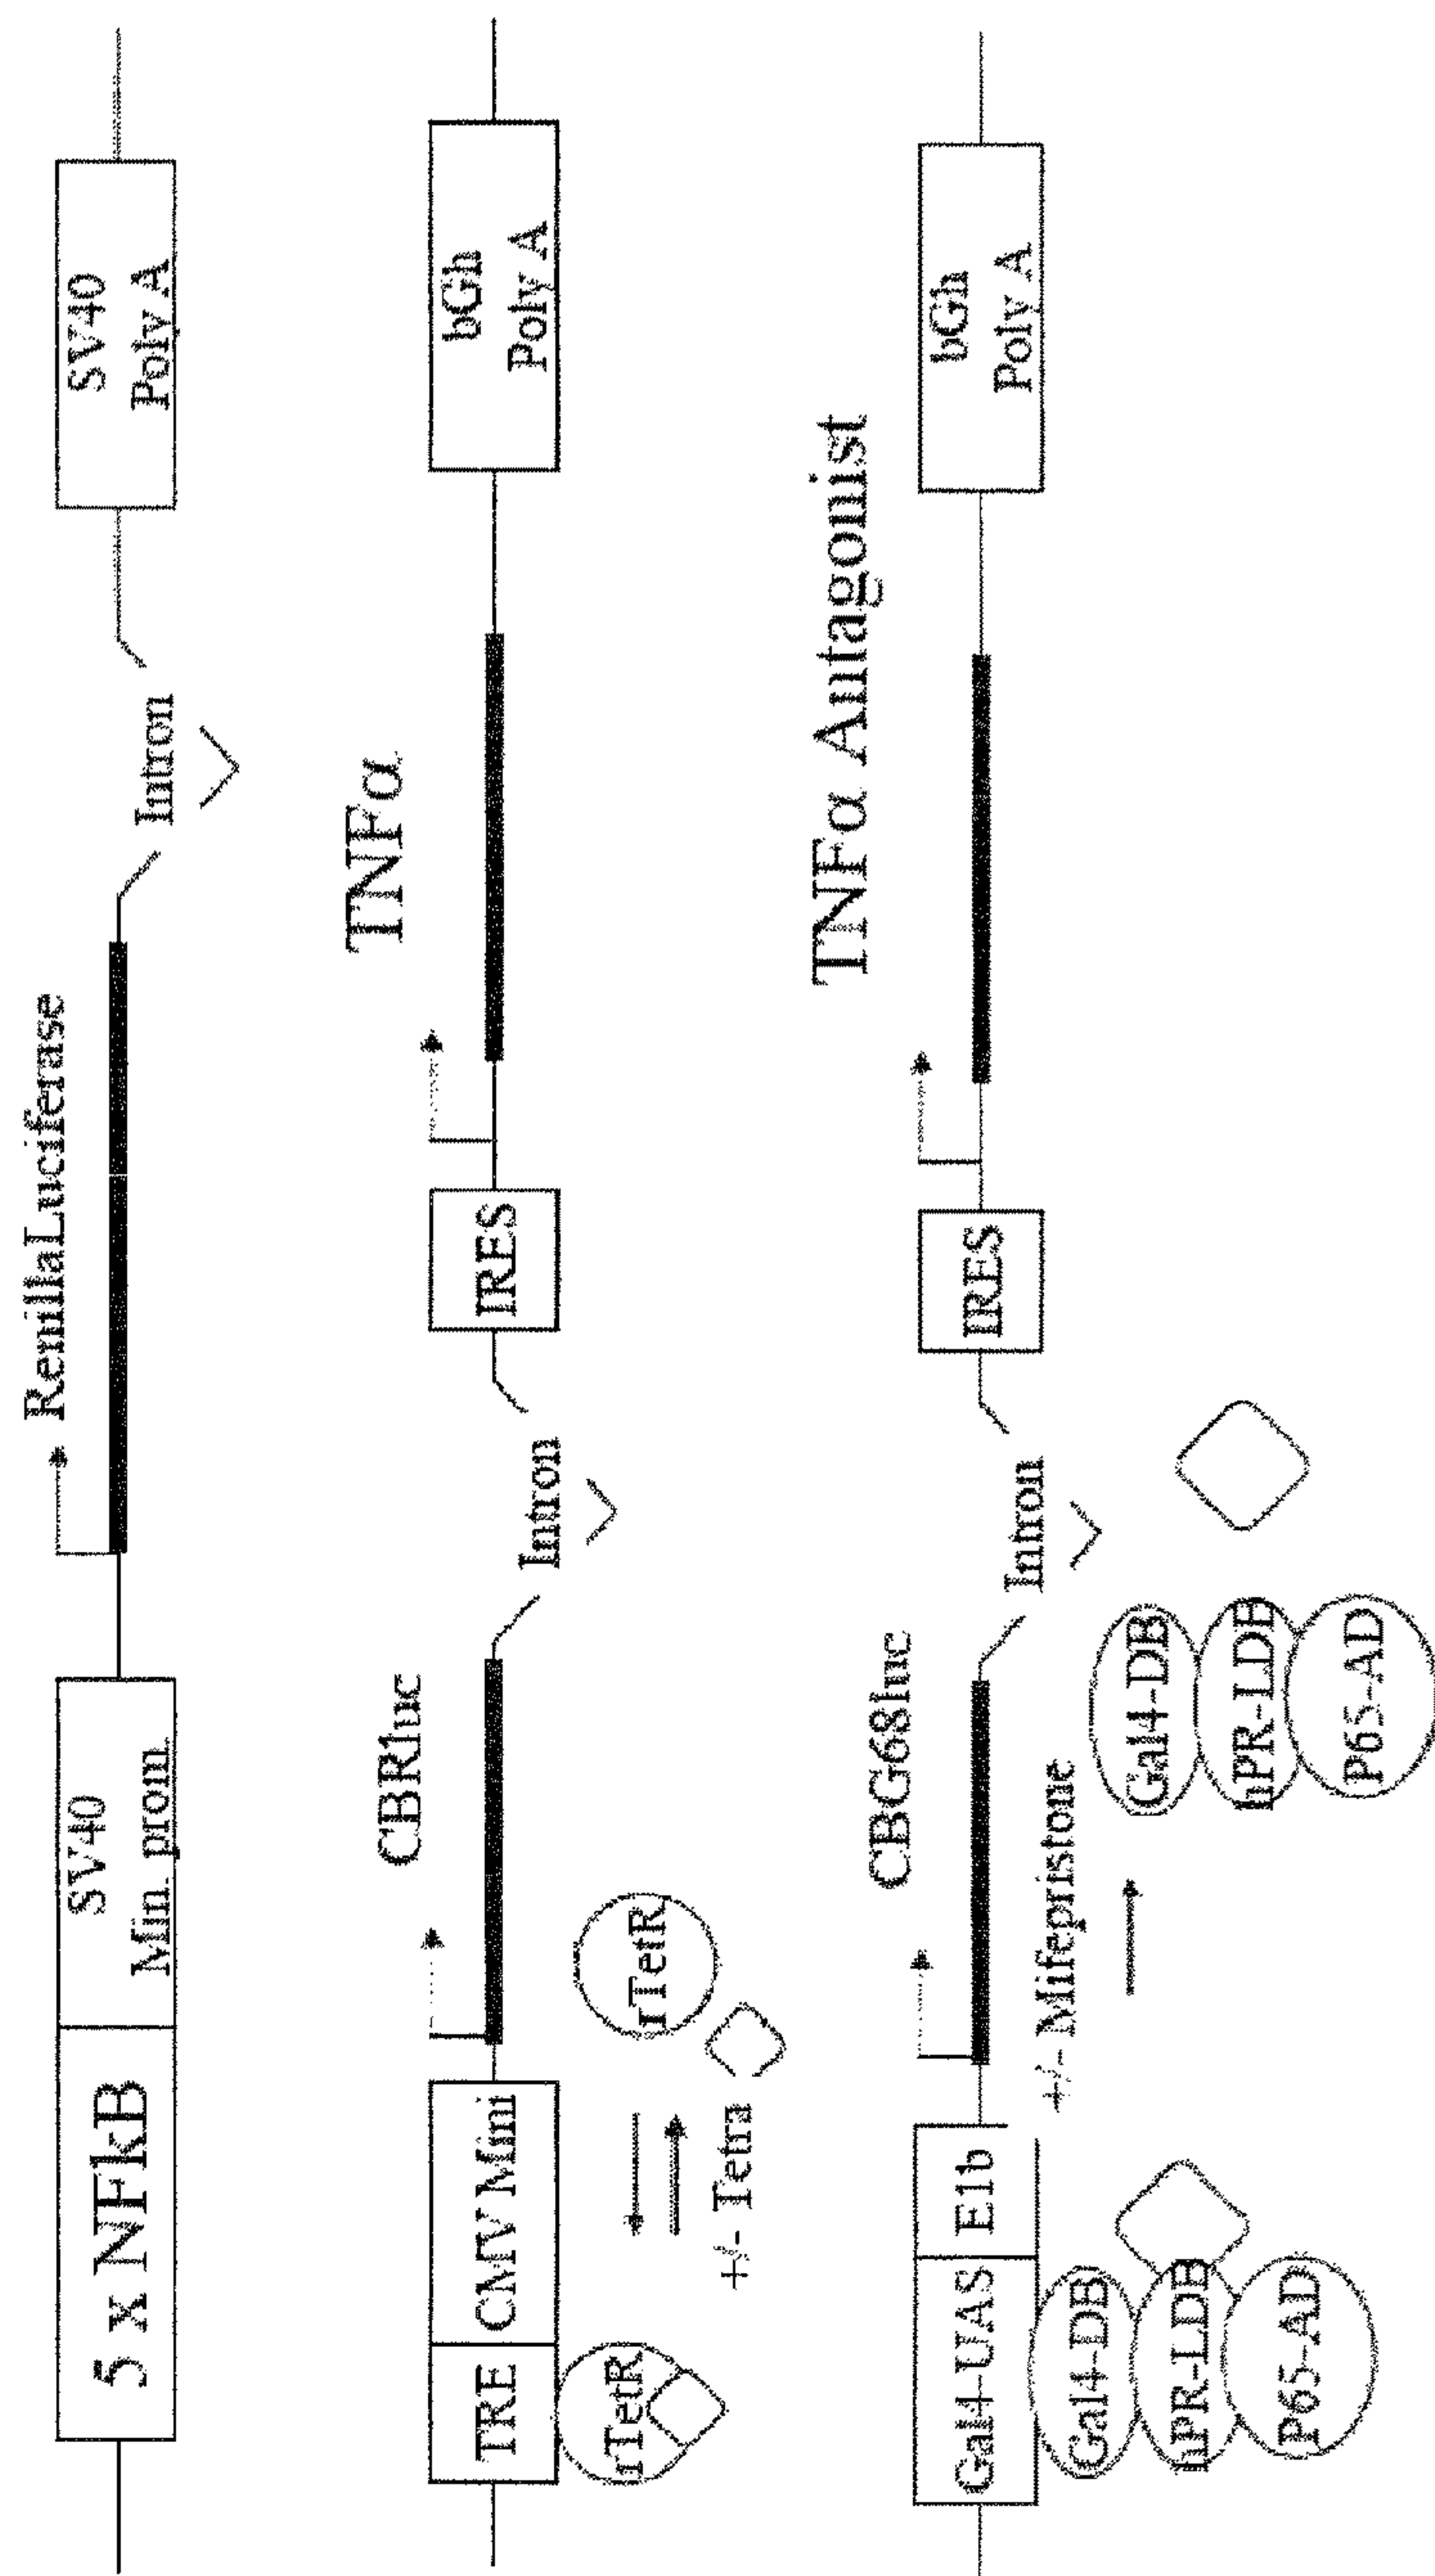 RenillaLuciferase
5 x NFkB
SV40
Min. prom.
Intron
SV40
Poly A
CBRluc
TNFα
TRE
CMV Mini
Intron
IRES
bGh
Poly A
rTetR
rTetR
+/- Tetra
CBG68luc
TNFα Antagonist
Gal4-UAS
E1b
Intron
IRES
bGh
Poly A
+/- Mifepristone
Gal4-DB
hPR-LDB
P65-AD
Gal4-DB
hPR-LDB
P65-AD